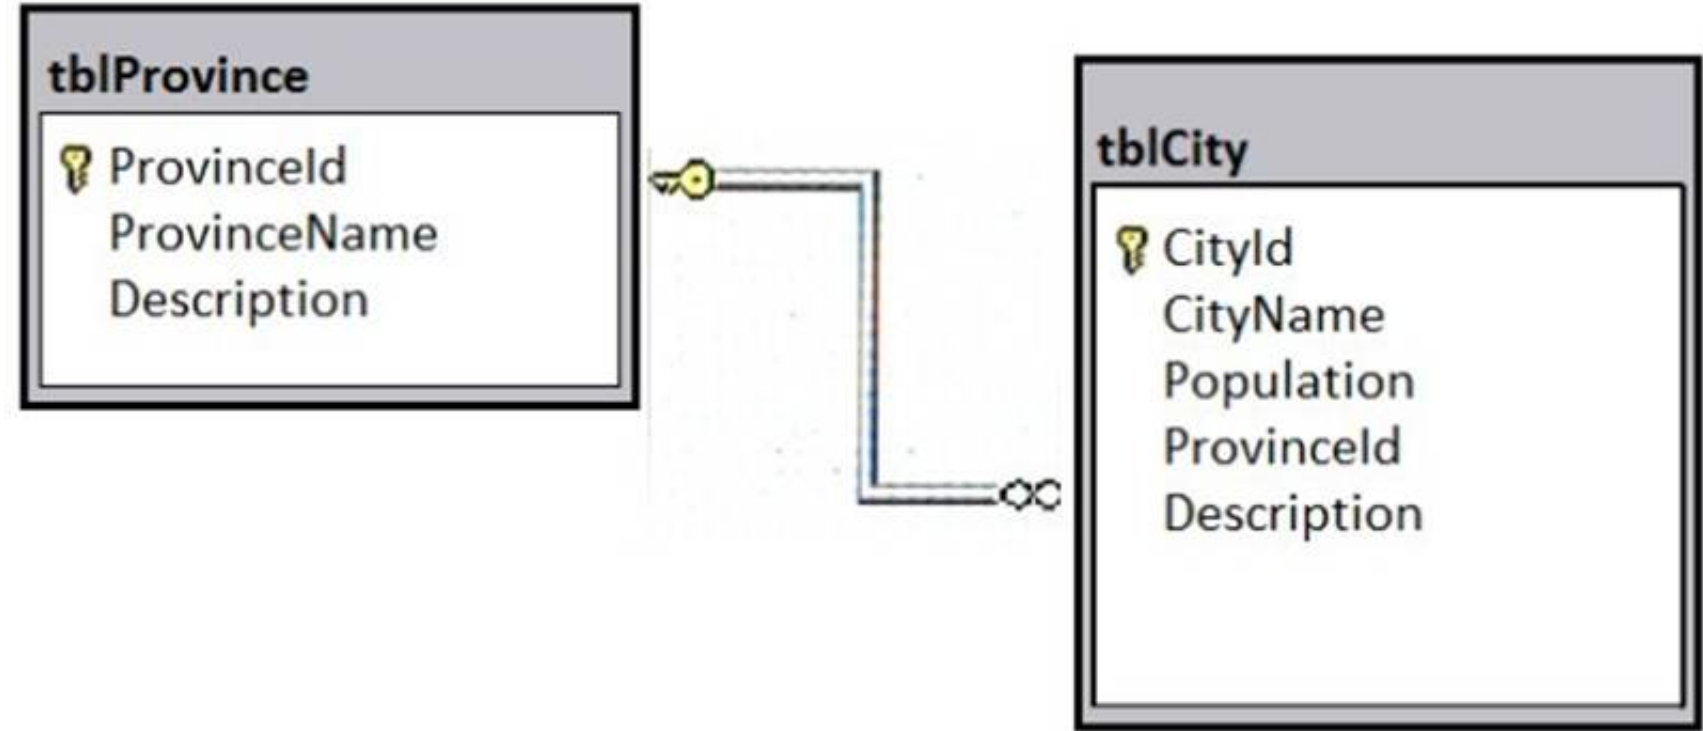 tblProvince
ProvinceId
ProvinceName
Description
tblCity
CityId
CityName
Population
ProvinceId
Description